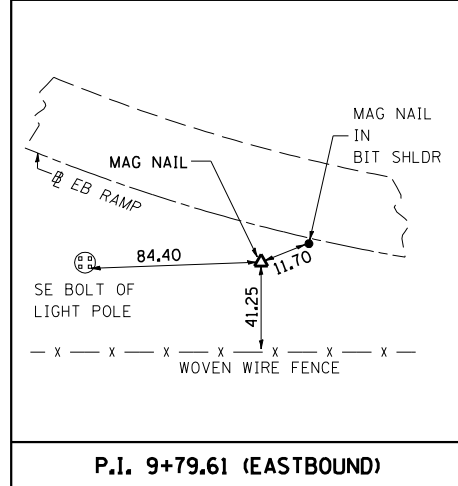 MAG NAIL
IN
BIT SHLDR
MAG NAIL
℄ EB RAMP
84.40
11.70
SE BOLT OF
LIGHT POLE
41.25
X X X X X X X
WOVEN WIRE FENCE
P.I. 9+79.61 (EASTBOUND)